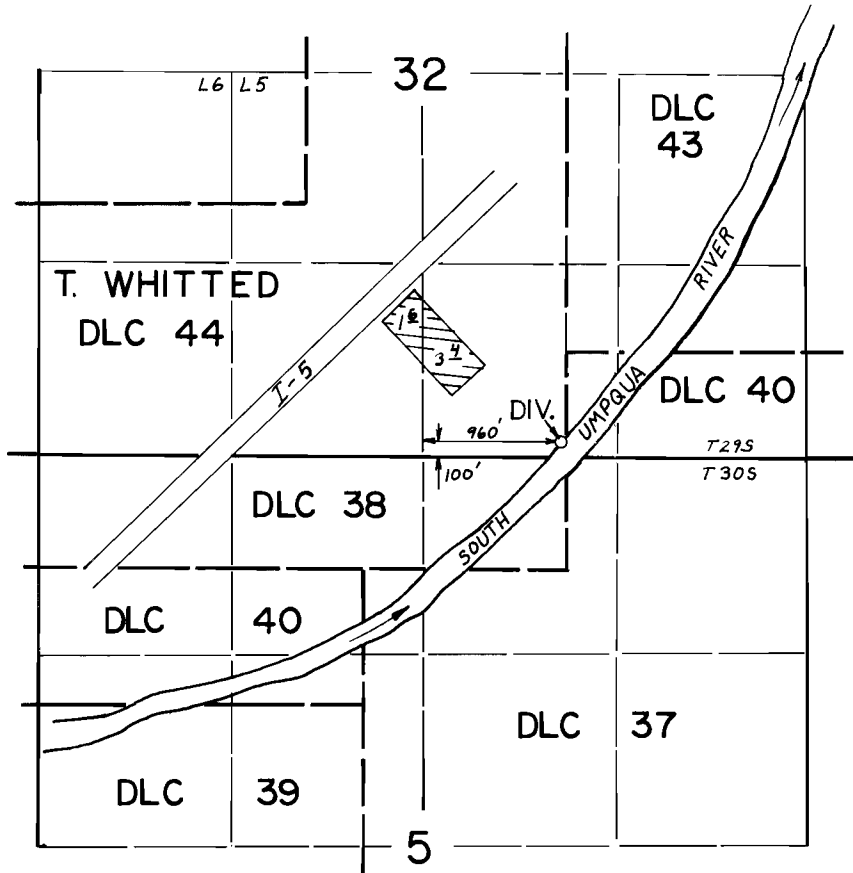 L6 L5
32
DLC
43
T. WHITTED
DLC 44
I-5
1 6
3 4
RIVER
UMPQUA
SOUTH
DIV.
960'
100'
DLC 40
T29S
T30S
DLC 38
DLC 40
DLC 37
DLC 39
5